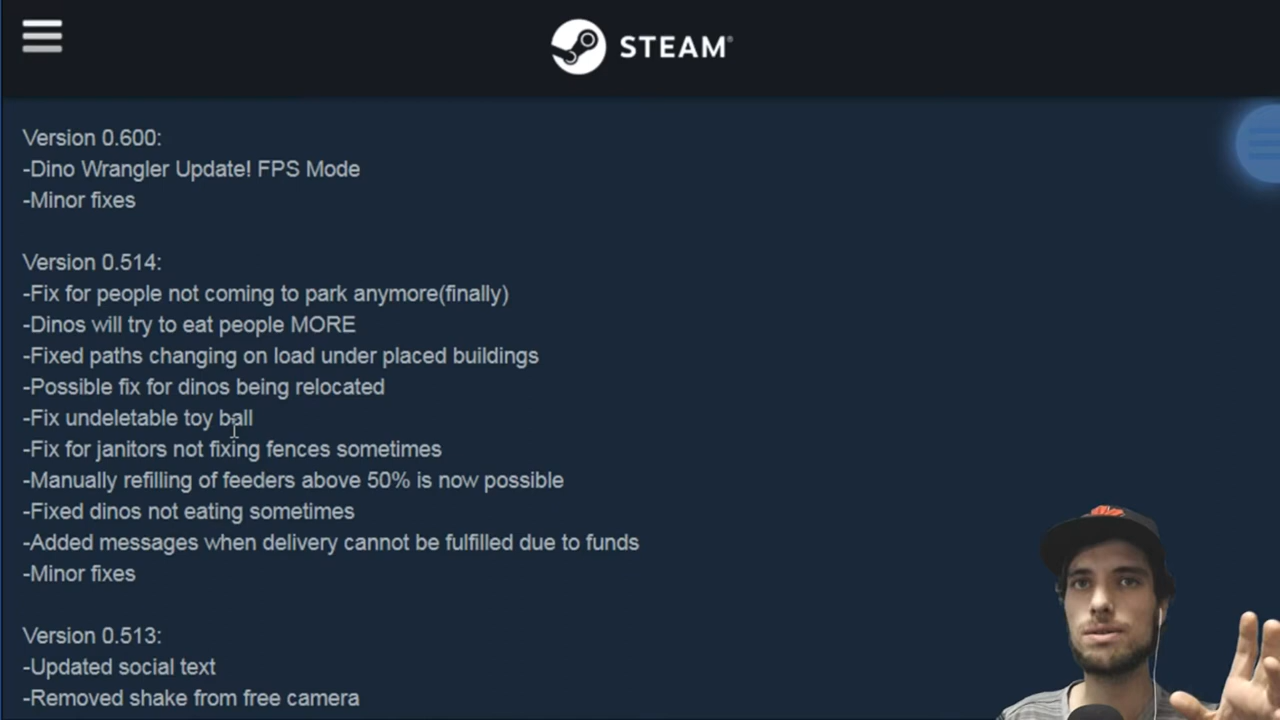 STEAM®
Version 0.600:
-Dino Wrangler Update! FPS Mode
-Minor fixes
Version 0.514:
-Fix for people not coming to park anymore(finally)
-Dinos will try to eat people MORE
-Fixed paths changing on load under placed buildings
-Possible fix for dinos being relocated
-Fix undeletable toy ball
-Fix for janitors not fixing fences sometimes
-Manually refilling of feeders above 50% is now possible
-Fixed dinos not eating sometimes
-Added messages when delivery cannot be fulfilled due to funds
-Minor fixes
Version 0.513:
-Updated social text
-Removed shake from free camera